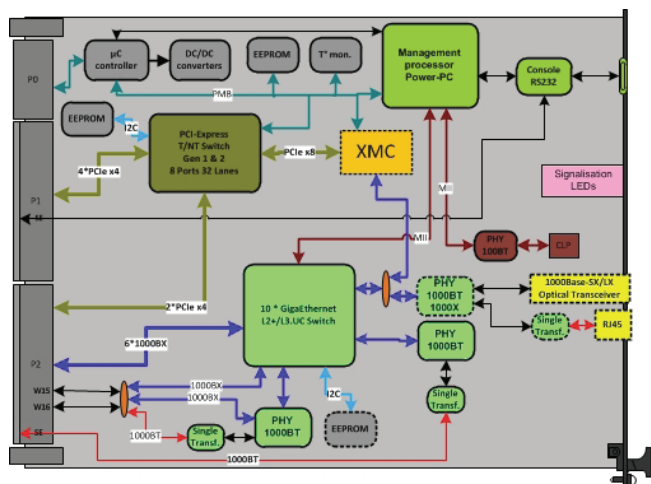 P0
µC
controller
DC/DC
converters
EEPROM
T° mon.
Management
processor
Power-PC
Console
RS232
PMB
EEPROM
I2C
PCI-Express
T/NT Switch
Gen 1 & 2
8 Ports 32 Lanes
PCIe x8
XMC
4*PCIe x4
P1
SE
MII
Signalisation
LEDs
MII
PHY
100BT
CLP
2*PCIe x4
10 * GigaEthernet
L2+/L3.UC Switch
PHY
1000BT
1000X
1000Base-SX/LX
Optical Transceiver
Single
Transf.
RJ45
6*1000BX
P2
PHY
1000BT
W15
W16
1000BX
1000BX
I2C
Single
Transf.
1000BT
Single
Transf.
PHY
1000BT
EEPROM
SE
1000BT